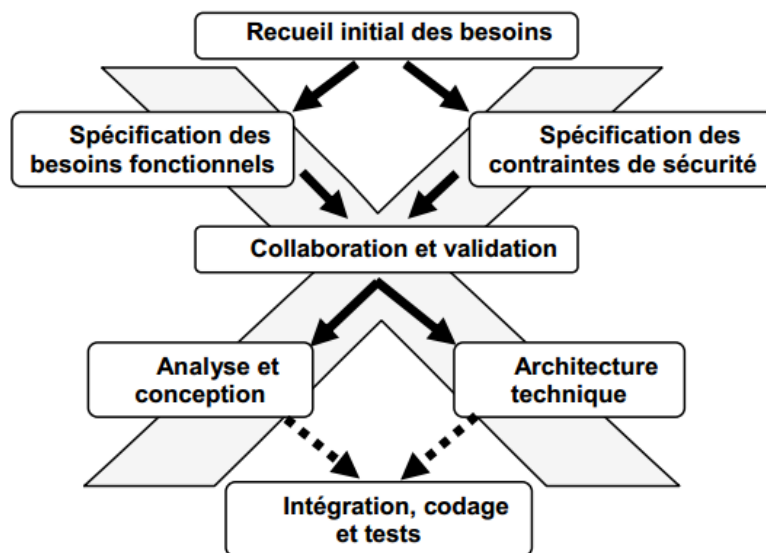 Recueil initial des besoins
Spécification des
besoins fonctionnels
Spécification des
contraintes de sécurité
Collaboration et validation
Analyse et
conception
Architecture
technique
Intégration, codage
et tests